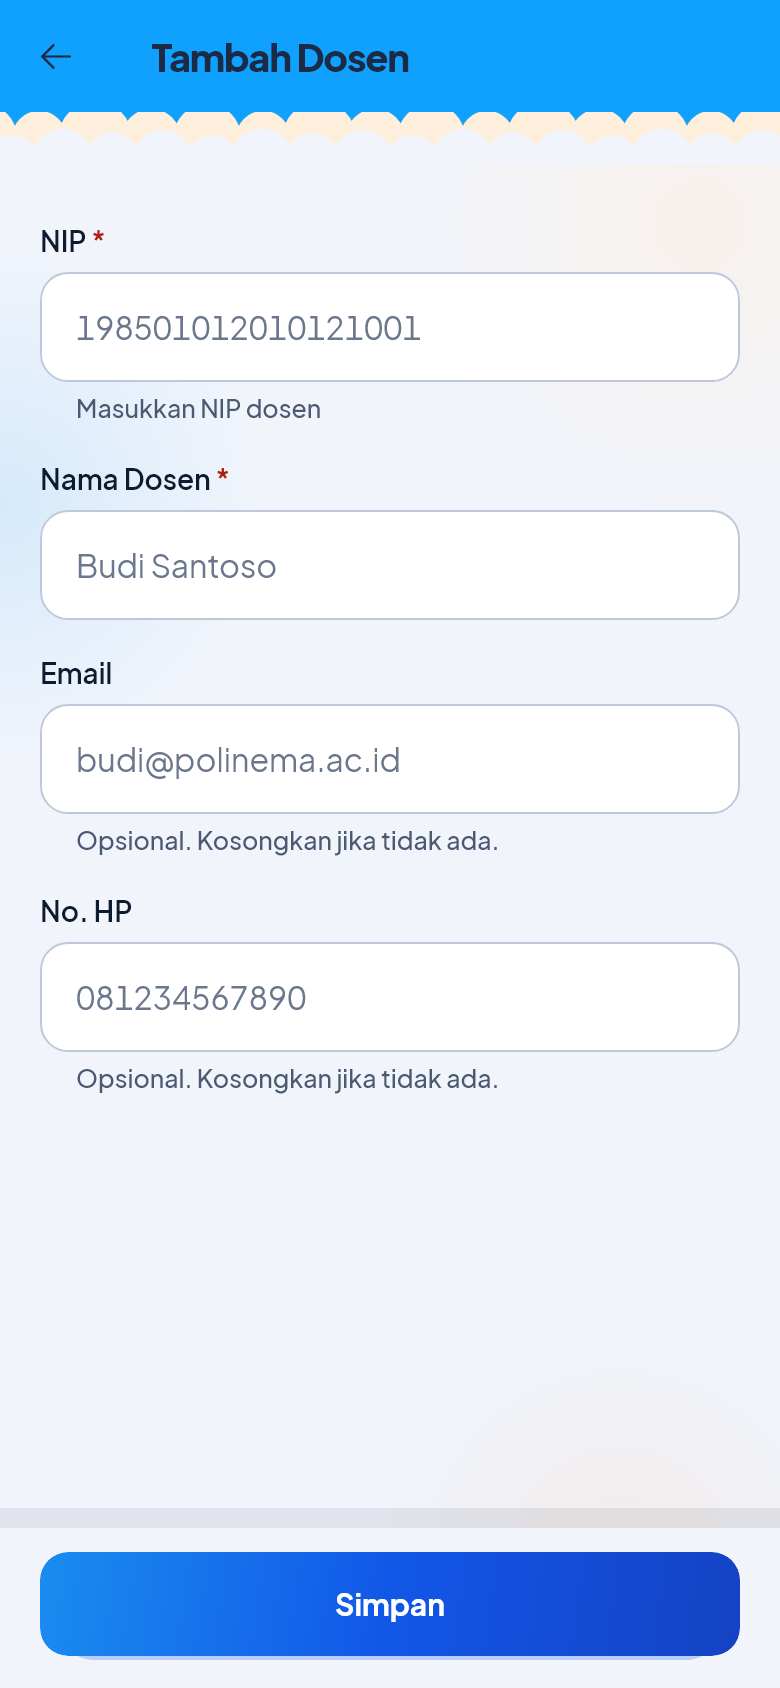 Tambah Dosen
NIP *
198501012010121001
Masukkan NIP dosen
Nama Dosen *
Budi Santoso
Email
budi@polinema.ac.id
Opsional. Kosongkan jika tidak ada.
No. HP
081234567890
Opsional. Kosongkan jika tidak ada.
Simpan